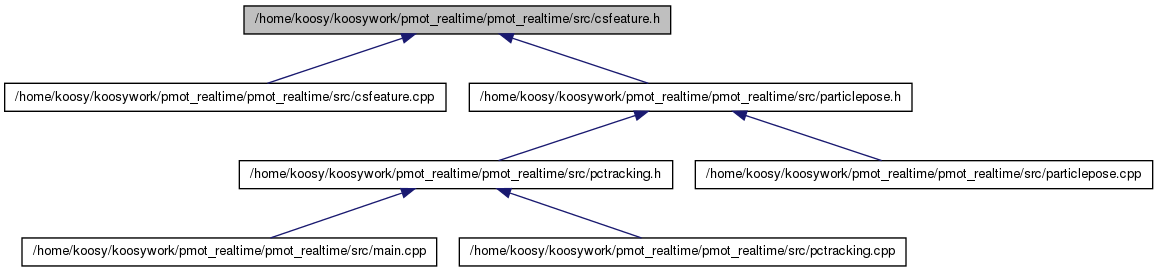 /home/koosy/koosywork/pmot_realtime/pmot_realtime/src/csfeature.h
/home/koosy/koosywork/pmot_realtime/pmot_realtime/src/csfeature.cpp
/home/koosy/koosywork/pmot_realtime/pmot_realtime/src/particlepose.h
/home/koosy/koosywork/pmot_realtime/pmot_realtime/src/pctracking.h
/home/koosy/koosywork/pmot_realtime/pmot_realtime/src/particlepose.cpp
/home/koosy/koosywork/pmot_realtime/pmot_realtime/src/main.cpp
/home/koosy/koosywork/pmot_realtime/pmot_realtime/src/pctracking.cpp